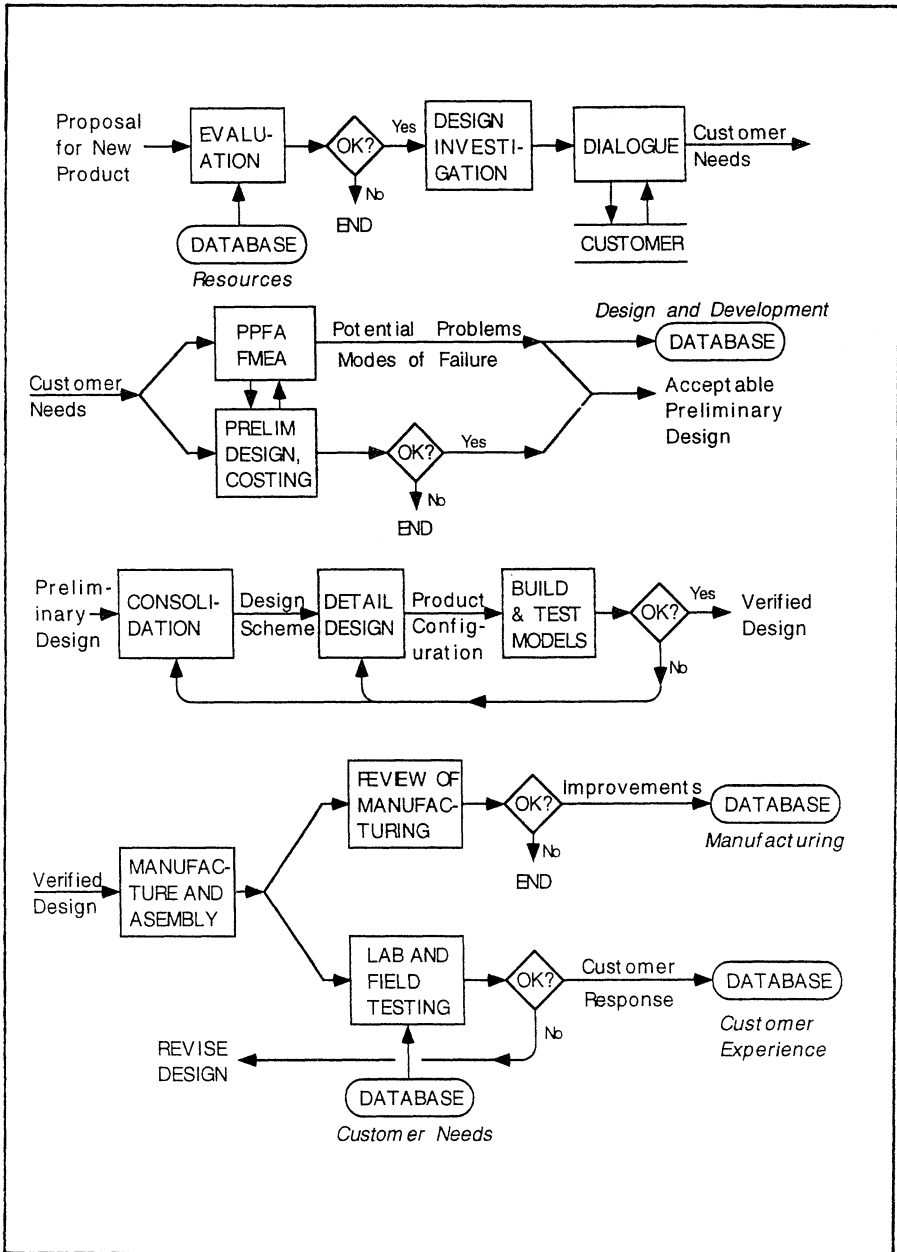 Proposal
for New
Product
EVALU-
ATION
OK?
Yes
No
END
DESIGN
INVESTI-
GATION
DIALOGUE
Customer
Needs
CUSTOMER
DATABASE
Resources
PPFA
FMEA
Potential Problems
Modes of Failure
Design and Development
DATABASE
Customer
Needs
Acceptable
Preliminary
Design
PRELIM
DESIGN,
COSTING
OK?
Yes
No
END
Prelim-
inary
Design
CONSOLI-
DATION
Design
Scheme
DETAIL
DESIGN
Product
Config-
uration
BUILD
& TEST
MODELS
OK?
Yes
No
Verified
Design
REVIEW OF
MANUFAC-
TURING
OK?
No
END
Improvements
DATABASE
Manufacturing
Verified
Design
MANUFAC-
TURE AND
ASEMBLY
LAB AND
FIELD
TESTING
OK?
No
Customer
Response
DATABASE
Customer
Experience
REVISE
DESIGN
DATABASE
Customer Needs